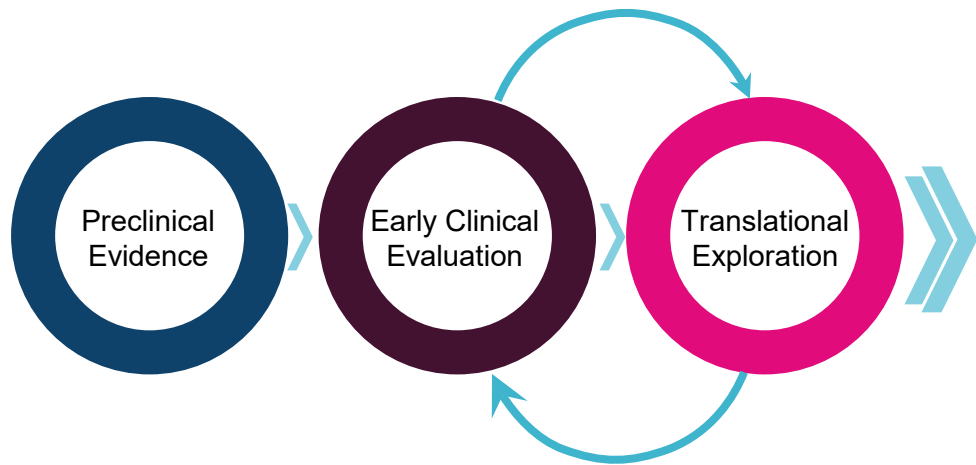 Preclinical
Evidence
Early Clinical
Evaluation
Translational
Exploration